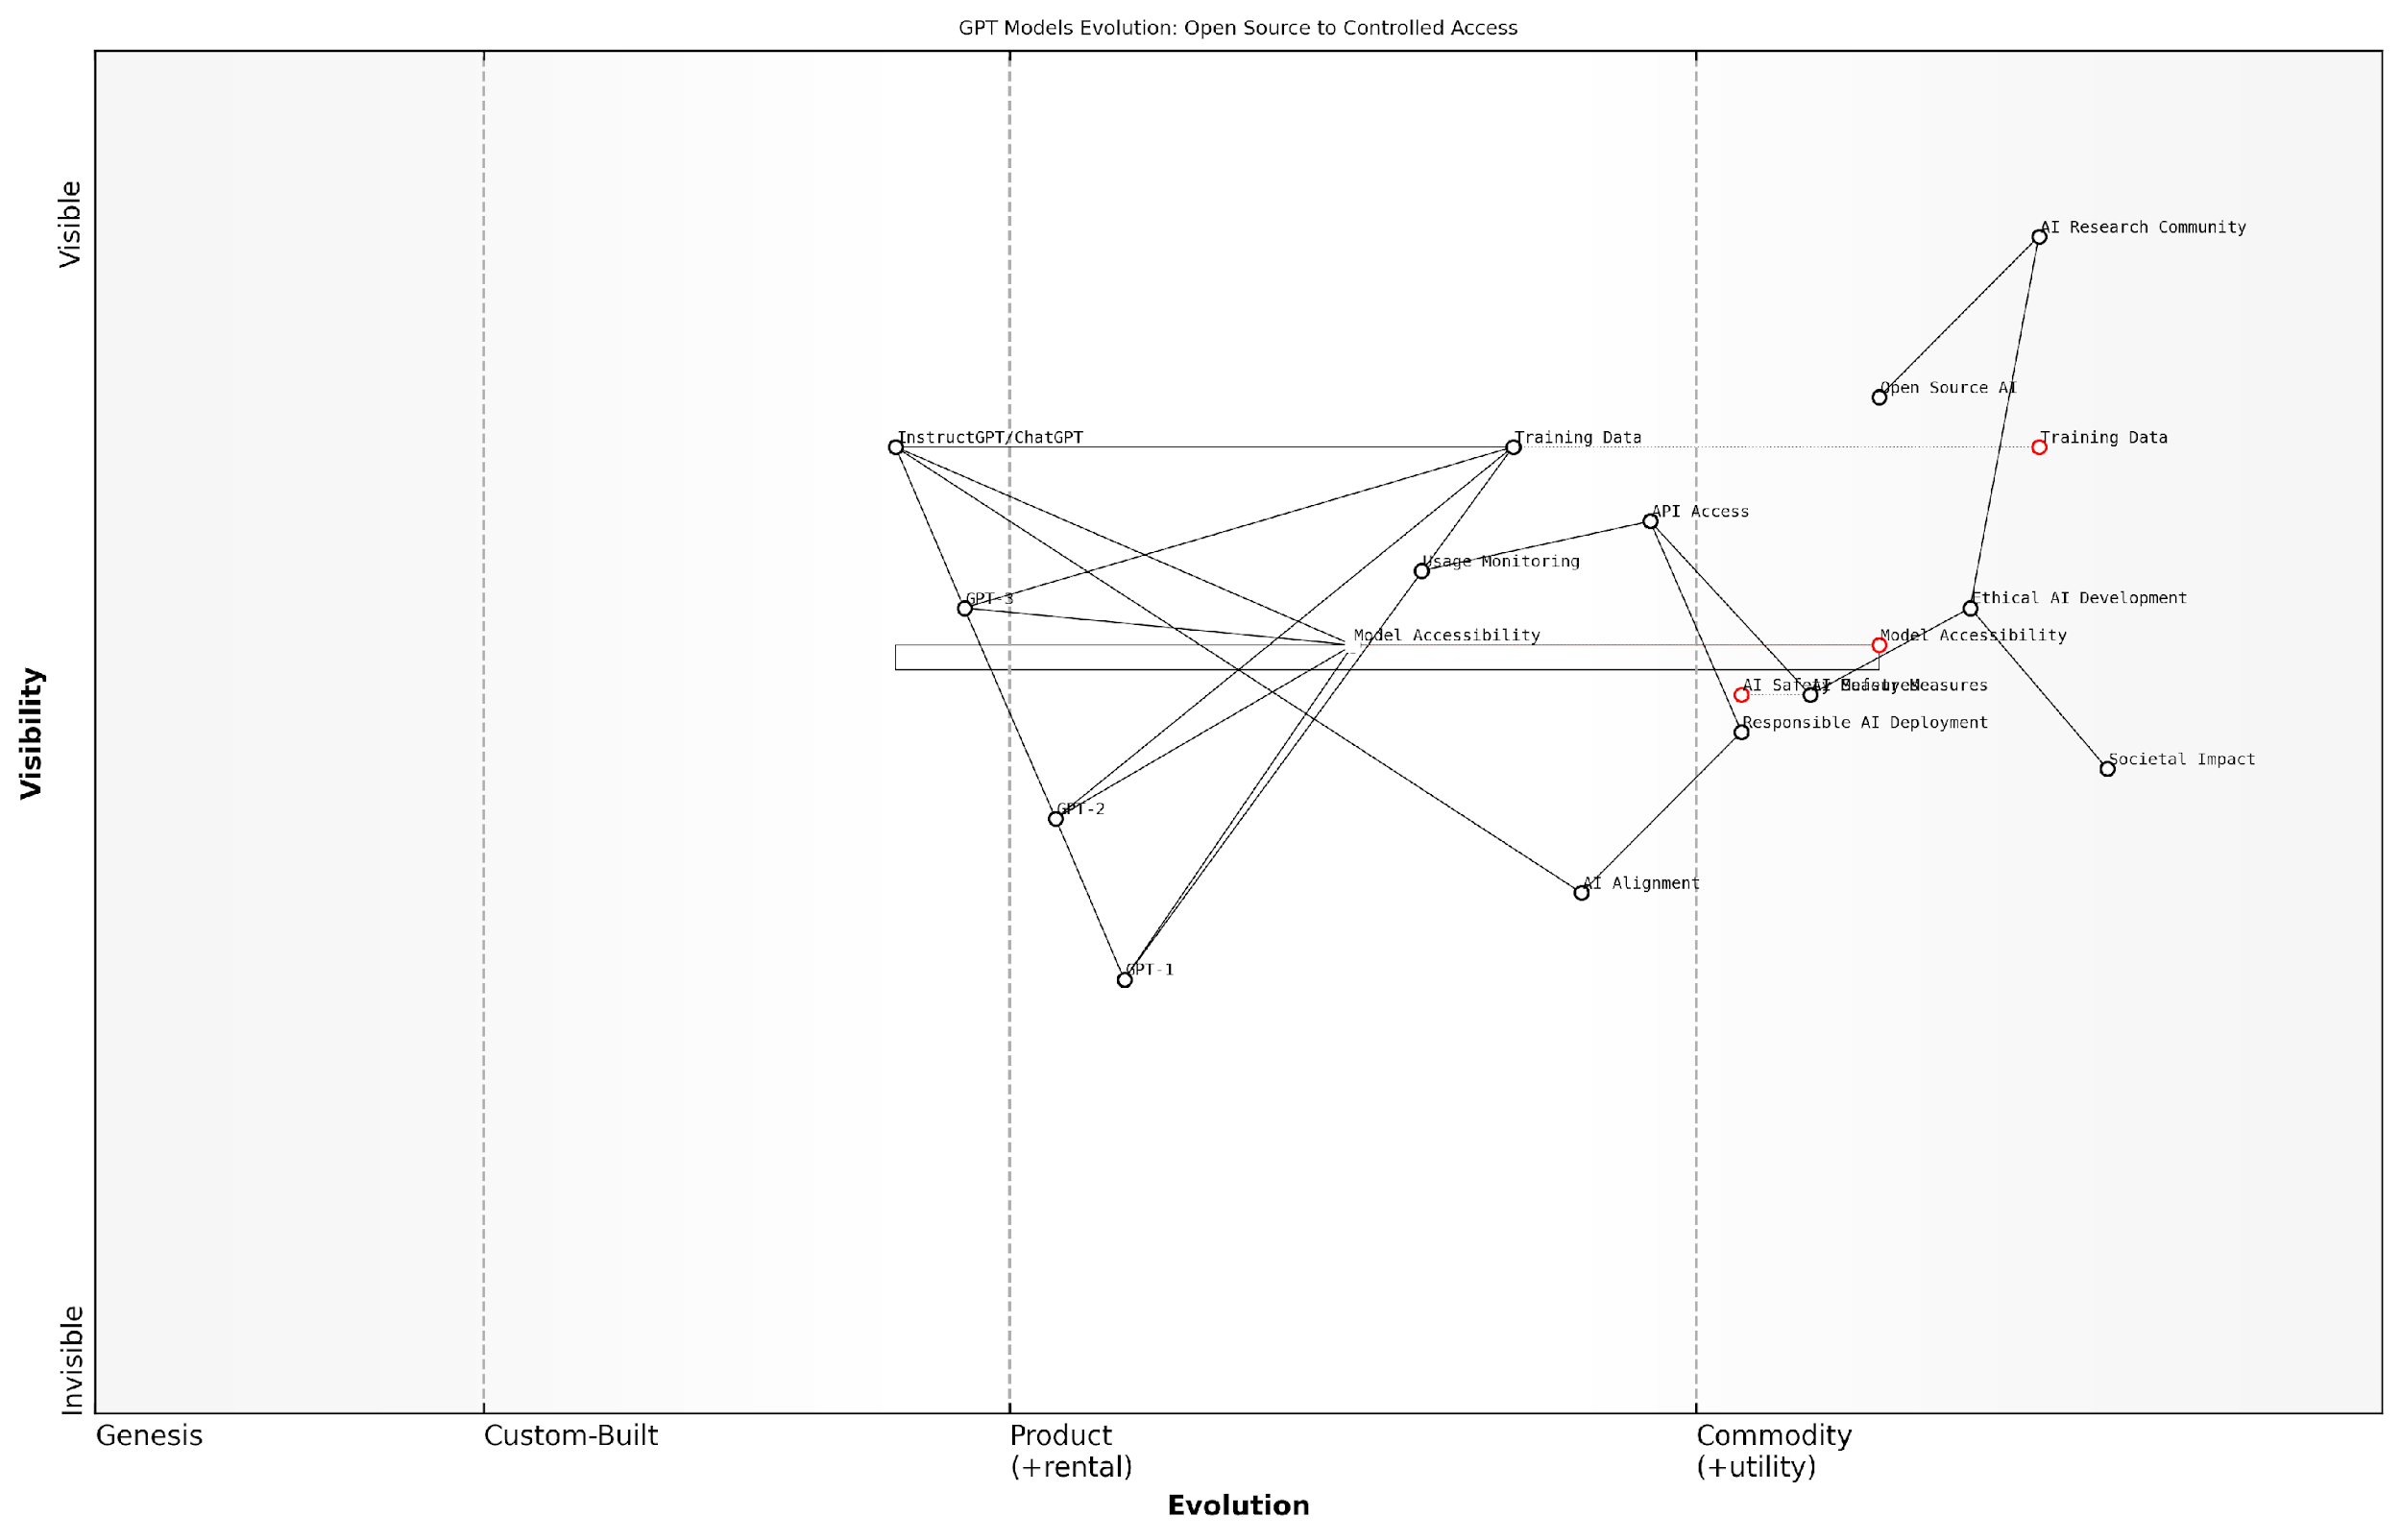 GPT Models Evolution: Open Source to Controlled Access
Visible
AI Research Community
Open Source AI
InstructGPT/ChatGPT
Training Data
Training Data
API Access
Usage Monitoring
GPT-3
Ethical AI Development
Model Accessibility
Model Accessibility
AI Safety Measures
AI Safety Measures
Responsible AI Deployment
Visibility
Societal Impact
GPT-2
AI Alignment
GPT-1
Invisible
Genesis
Custom-Built
Product
(+rental)
Commodity
(+utility)
Evolution